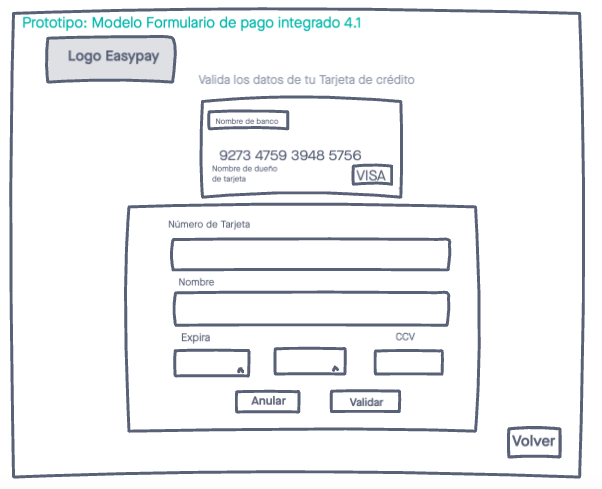 Prototipo: Modelo Formulario de pago integrado 4.1
Logo Easypay
Valida los datos de tu Tarjeta de crédito
Nombre de banco
9273 4759 3948 5756
Nombre de dueño
de tarjeta
VISA
Número de Tarjeta
Nombre
Expira
CCV
Anular
Validar
Volver